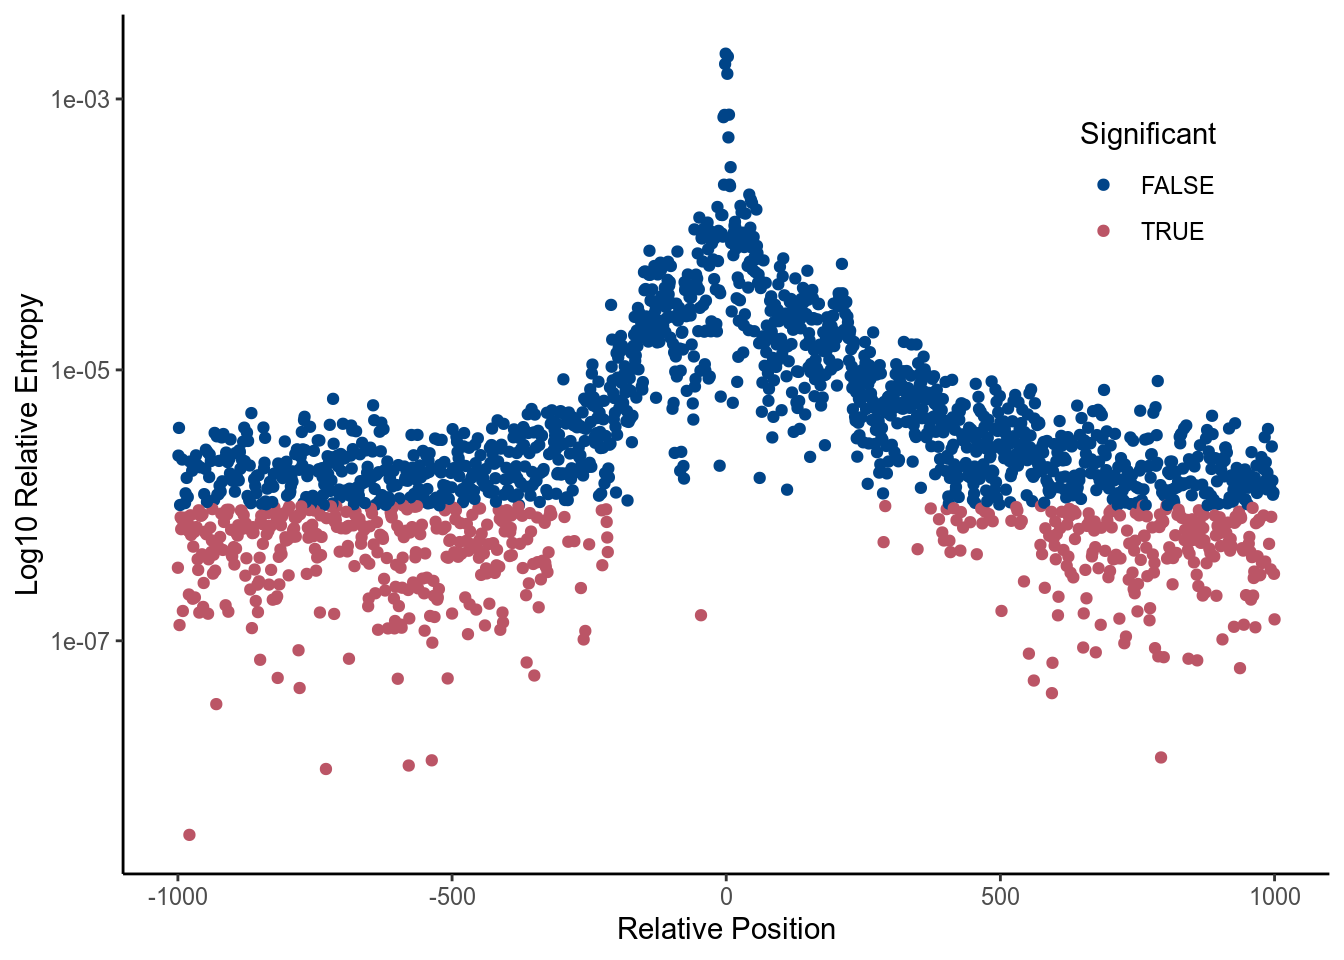 Log10 Relative Entropy
1e-03
1e-05
1e-07
Significant
FALSE
TRUE
-1000
-500
0
500
1000
Relative Position